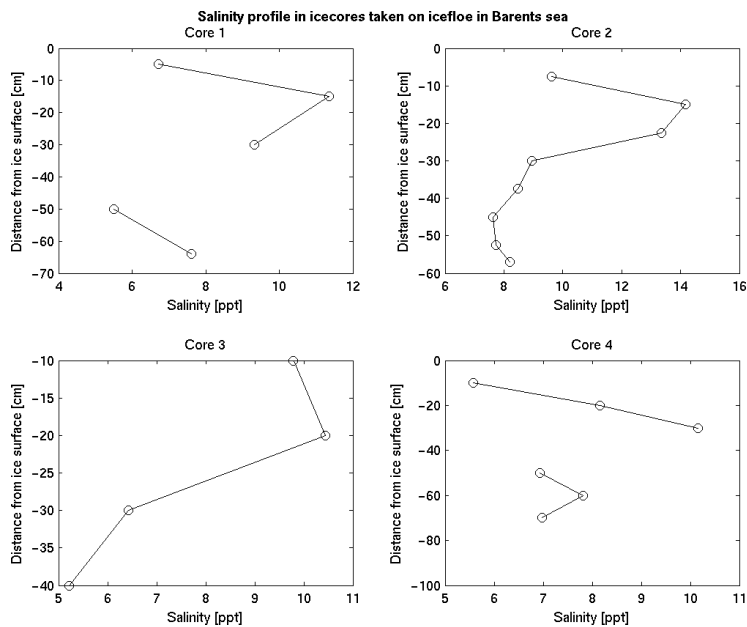 Salinity profile in icecores taken on icefloe in Barents sea
Core 1
0
−10
−20
−30
−40
−50
−60
−70
Distance from ice surface [cm]
4 6 8 10 12
Salinity [ppt]
Core 2
0
−10
−20
−30
−40
−50
−60
Distance from ice surface [cm]
6 8 10 12 14 16
Salinity [ppt]
Core 3
−10
−15
−20
−25
−30
−35
−40
Distance from ice surface [cm]
5 6 7 8 9 10 11
Salinity [ppt]
Core 4
0
−20
−40
−60
−80
−100
Distance from ice surface [cm]
5 6 7 8 9 10 11
Salinity [ppt]